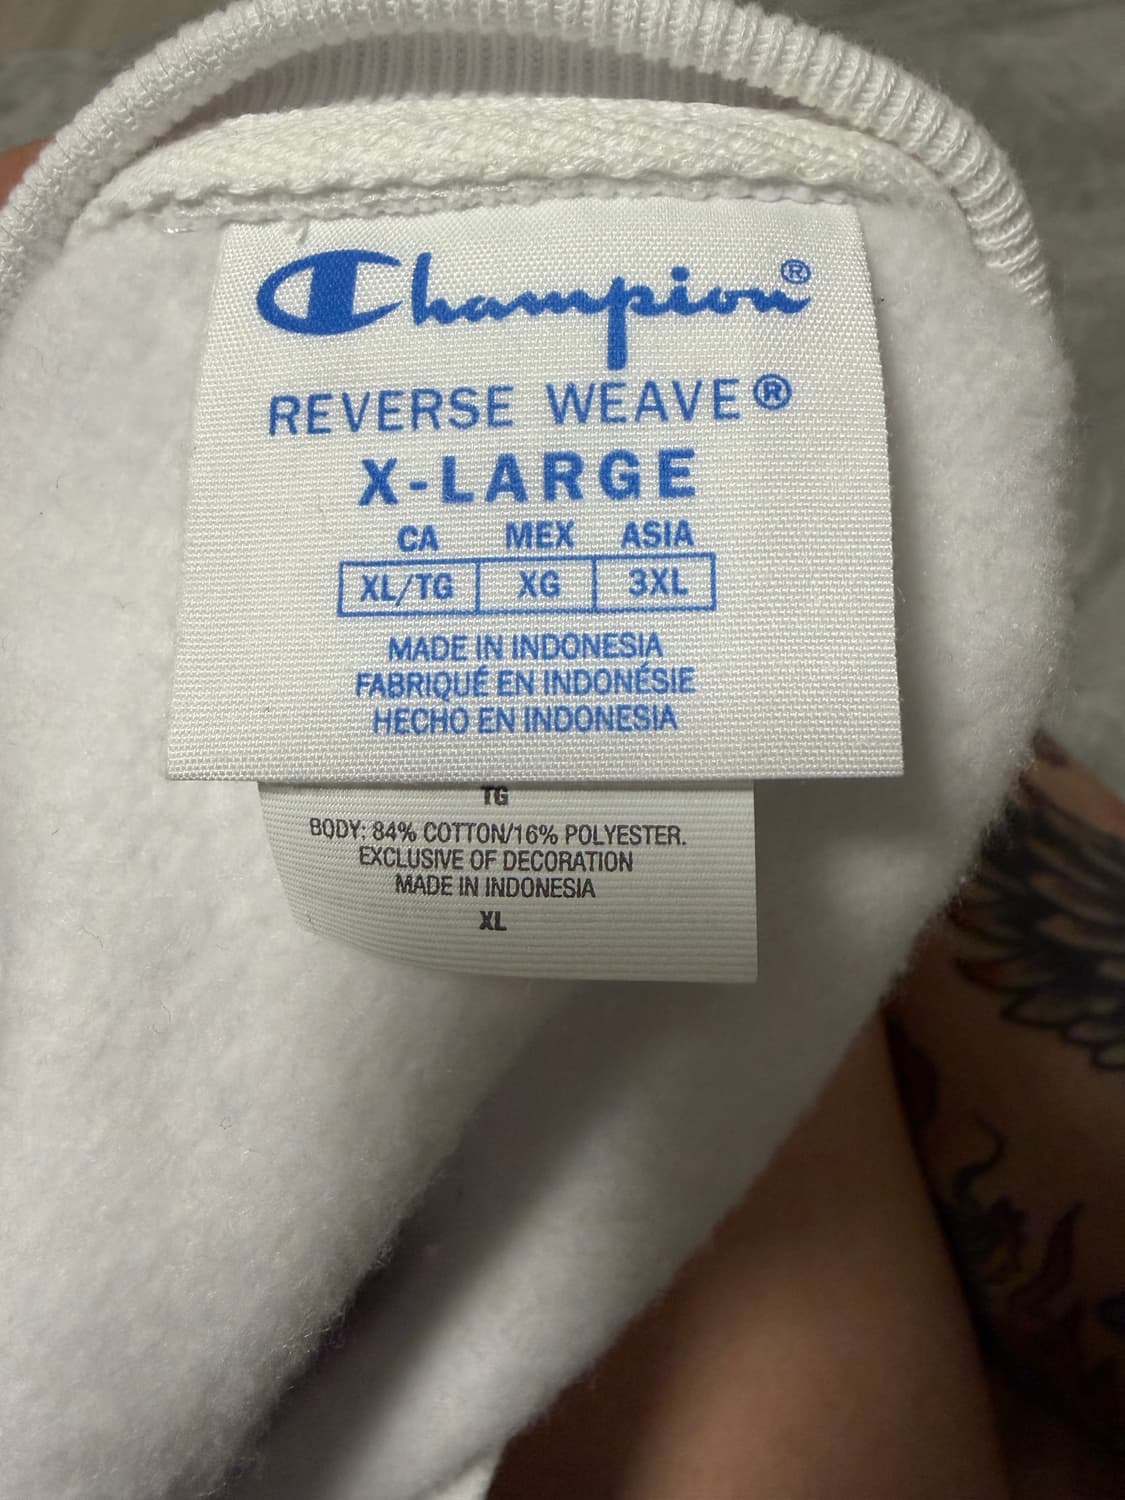 Champion®
REVERSE WEAVE®
X-LARGE
CA MEX ASIA
XL/TG XG 3XL
MADE IN INDONESIA
FABRIQUÉ EN INDONÉSIE
HECHO EN INDONESIA
TG
BODY: 84% COTTON/16% POLYESTER.
EXCLUSIVE OF DECORATION
MADE IN INDONESIA
XL